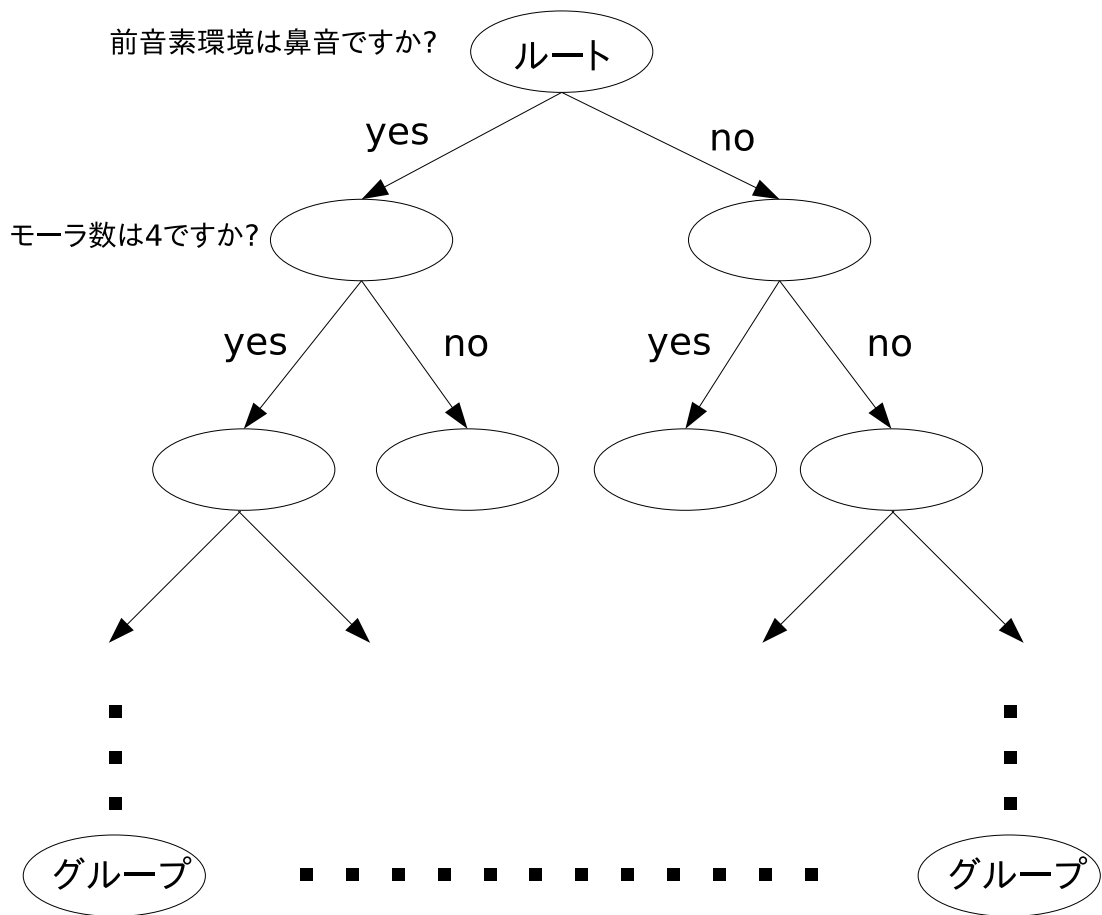 前音素環境は鼻音ですか?
ルート
yes
no
モーラ数は4ですか?
yes
no
yes
no
グループ
グループ